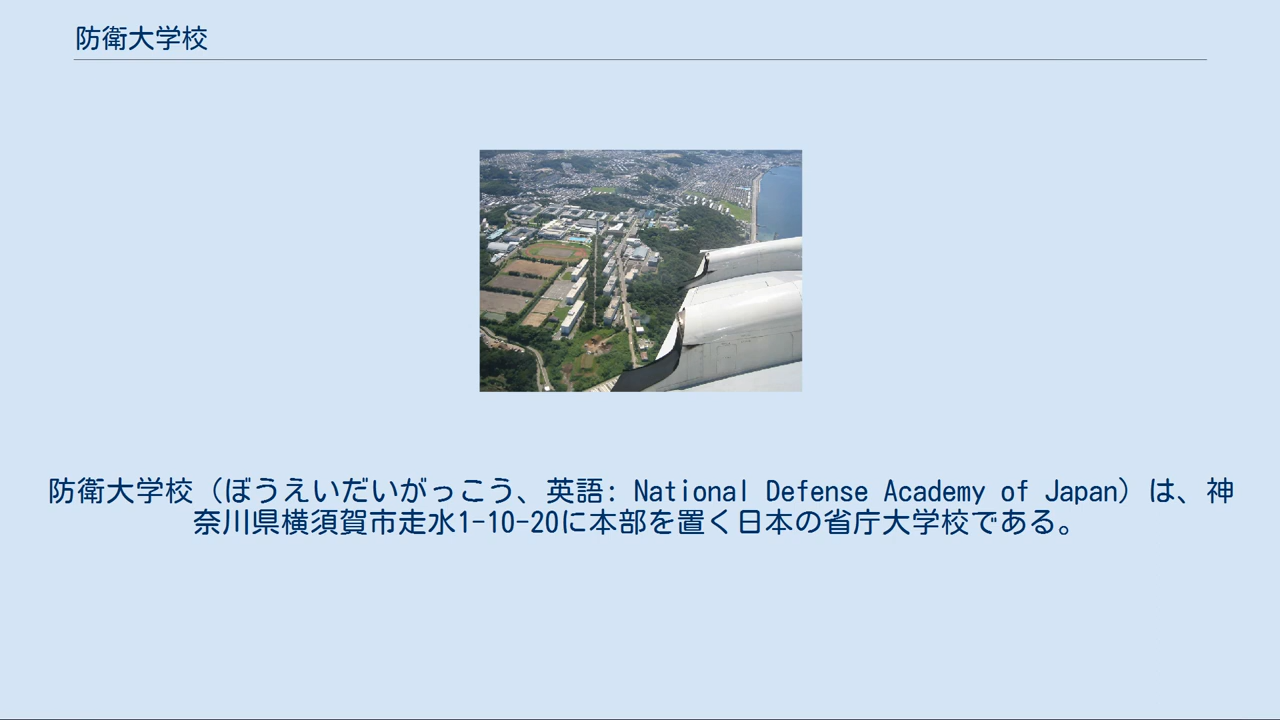 防衛大学校
防衛大学校（ぼうえいだいがっこう、英語: National Defense Academy of Japan）は、神
奈川県横須賀市走水1-10-20に本部を置く日本の省庁大学校である。